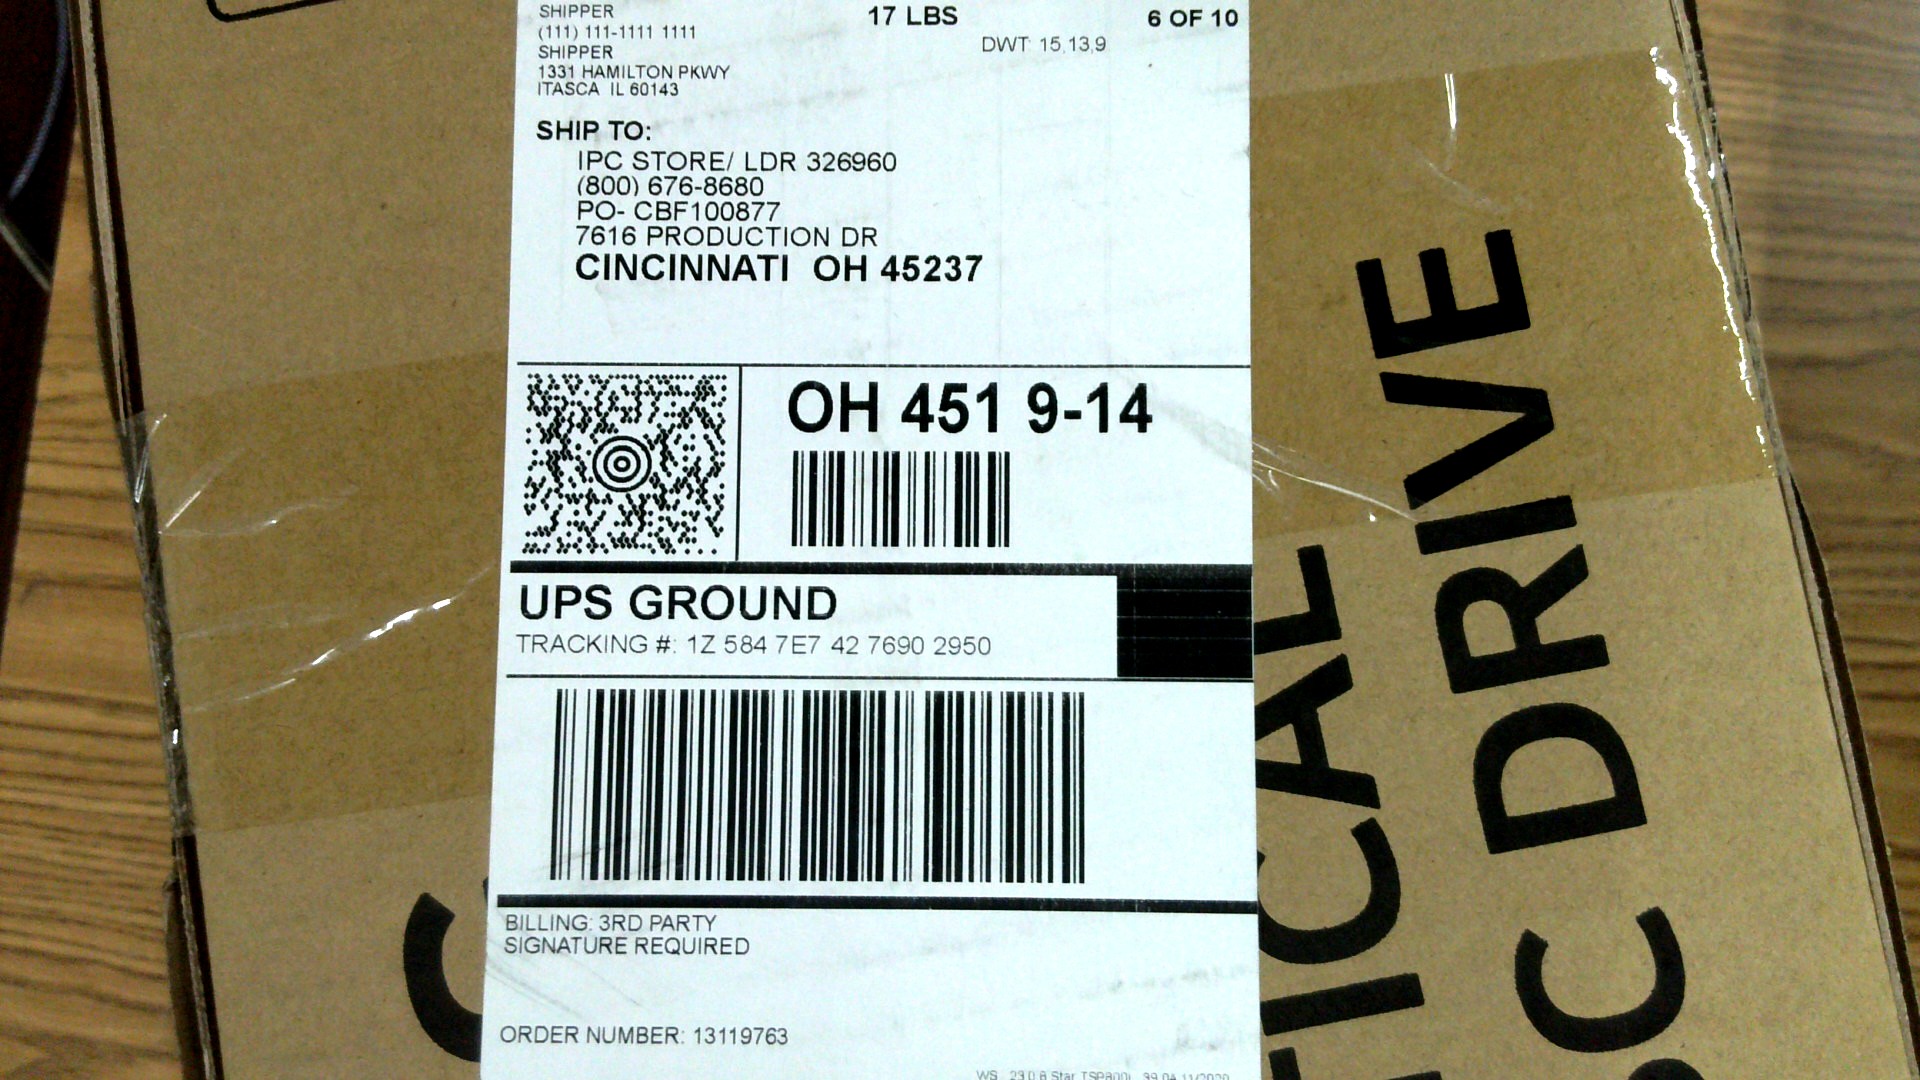 SHIPPER
(111) 111-1111 1111
SHIPPER
1331 HAMILTON PKWY
ITASCA IL 60143
17 LBS
6 OF 10
DWT: 15,13,9
SHIP TO:
IPC STORE/ LDR 326960
(800) 676-8680
PO- CBF100877
7616 PRODUCTION DR
CINCINNATI OH 45237
OH 451 9-14
UPS GROUND
TRACKING #: 1Z 584 7E7 42 7690 2950
BILLING: 3RD PARTY
SIGNATURE REQUIRED
ORDER NUMBER: 13119763
11/2020
TICAL
C DRIVE